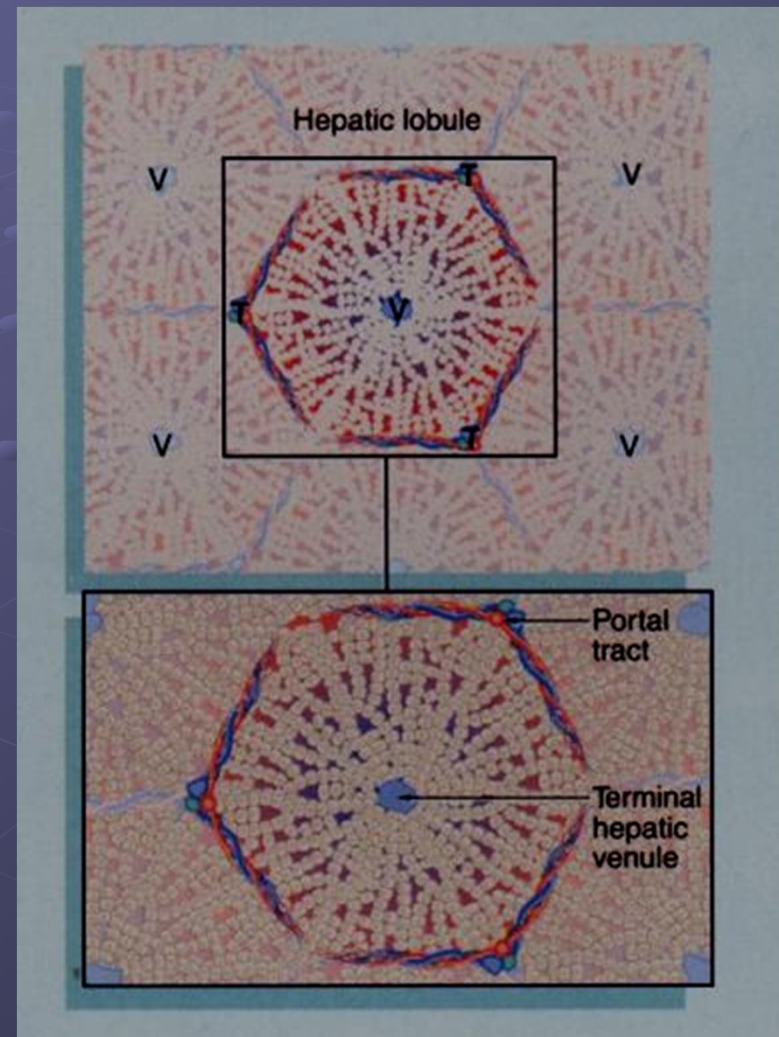 Hepatic lobule
V
T
V
T
V
V
T
V
Portal
tract
Terminal
hepatic
venule